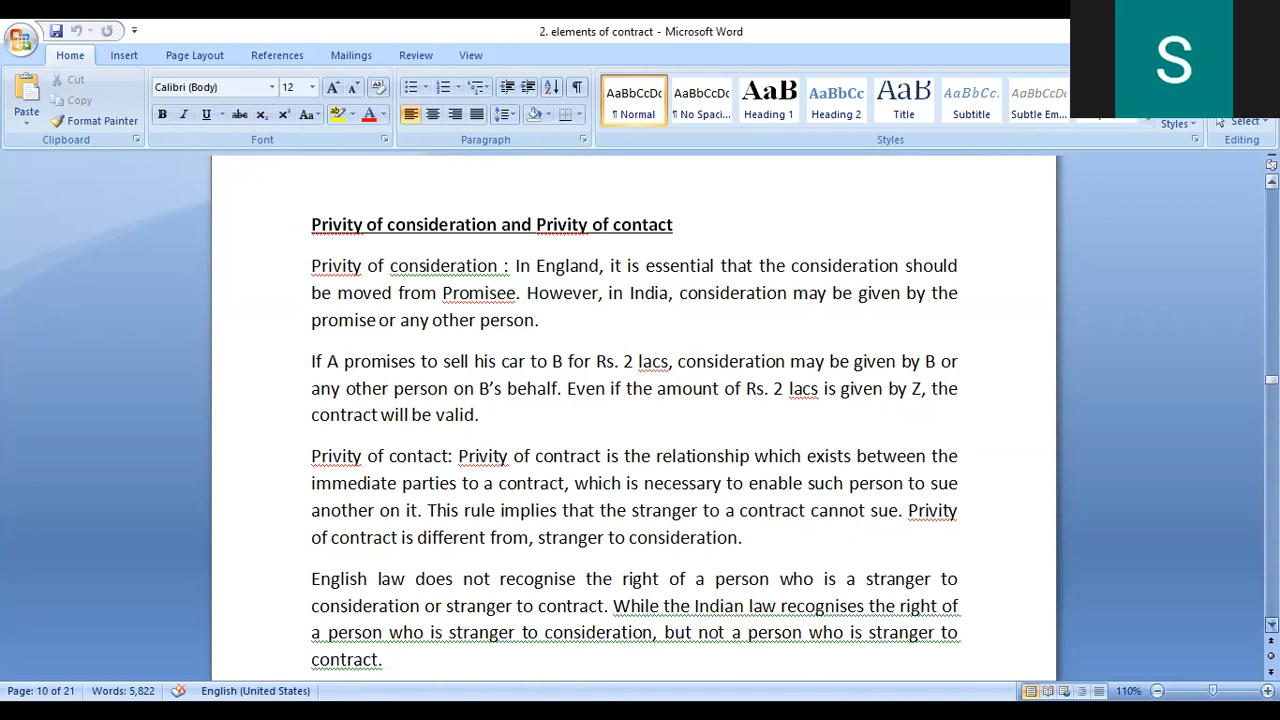 2. elements of contract - Microsoft Word
S
Home Insert Page Layout References Mailings Review View
Paste
Cut
Copy
Format Painter
Clipboard
Calibri (Body) 12
Font
Paragraph
AaBbCcDc AaBbCcDc AaB AaBbCc AaB AaBbCc. AaBbCcDc
¶ Normal ¶ No Spaci... Heading 1 Heading 2 Title Subtitle Subtle Em...
Styles
Styles
Select
Editing
Privity of consideration and Privity of contact
Privity of consideration : In England, it is essential that the consideration should
be moved from Promisee. However, in India, consideration may be given by the
promise or any other person.
If A promises to sell his car to B for Rs. 2 lacs, consideration may be given by B or
any other person on B’s behalf. Even if the amount of Rs. 2 lacs is given by Z, the
contract will be valid.
Privity of contact: Privity of contract is the relationship which exists between the
immediate parties to a contract, which is necessary to enable such person to sue
another on it. This rule implies that the stranger to a contract cannot sue. Privity
of contract is different from, stranger to consideration.
English law does not recognise the right of a person who is a stranger to
consideration or stranger to contract. While the Indian law recognises the right of
a person who is stranger to consideration, but not a person who is stranger to
contract.
Page: 10 of 21 Words: 5,822 English (United States) 110%